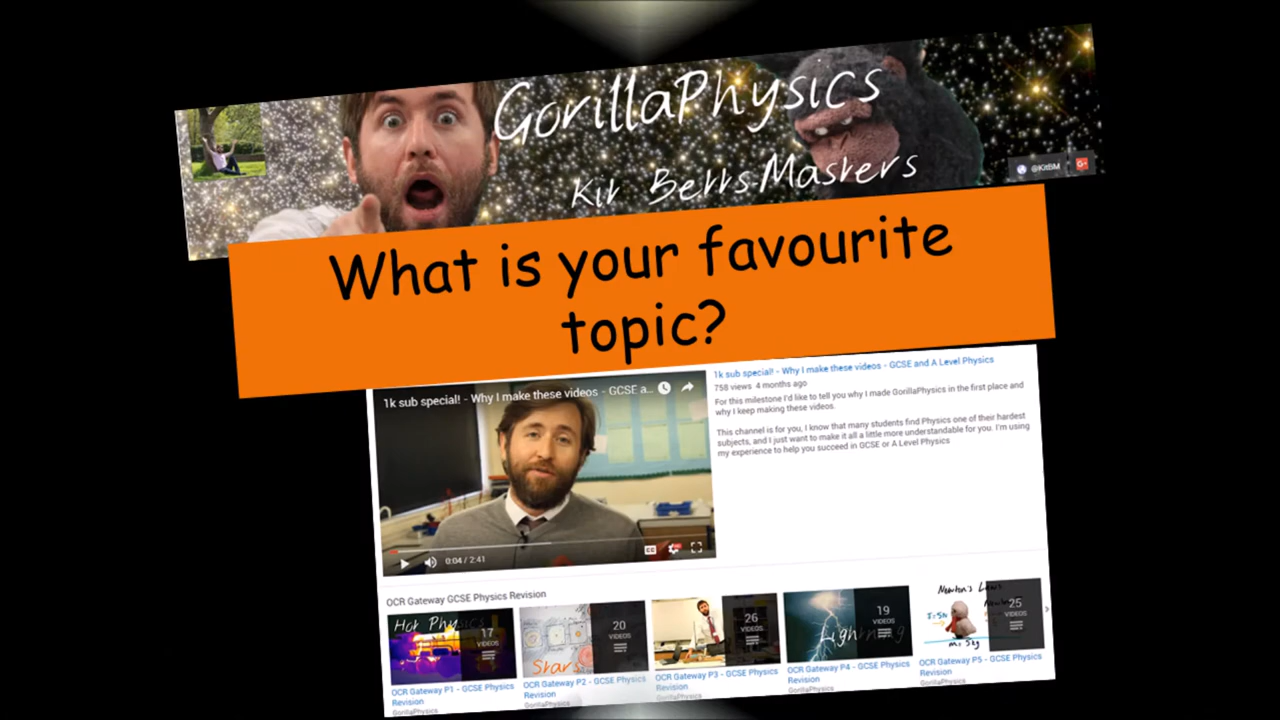 GorillaPhysics
Kit BettsMasters
@KitBM
G+
What is your favourite
topic?
1k sub special! - Why I make these videos - GCSE a...
0:04 / 2:41
CC
1k sub special! - Why I make these videos - GCSE and A Level Physics
758 views 4 months ago
For this milestone I'd like to tell you why I made GorillaPhysics in the first place and
why I keep making these videos.
This channel is for you, I know that many students find Physics one of their hardest
subjects, and I just want to make it all a little more understandable for you. I'm using
my experience to help you succeed in GCSE or A Level Physics
OCR Gateway GCSE Physics Revision
Hot Physics
17
VIDEOS
OCR Gateway P1 - GCSE Physics
Revision
GorillaPhysics
Stars
20
VIDEOS
OCR Gateway P2 - GCSE Physics
Revision
GorillaPhysics
26
VIDEOS
OCR Gateway P3 - GCSE Physics
Revision
GorillaPhysics
Lightning
19
VIDEOS
OCR Gateway P4 - GCSE Physics
Revision
GorillaPhysics
Newton's Laws
25
VIDEOS
OCR Gateway P5 - GCSE Physics
Revision
GorillaPhysics